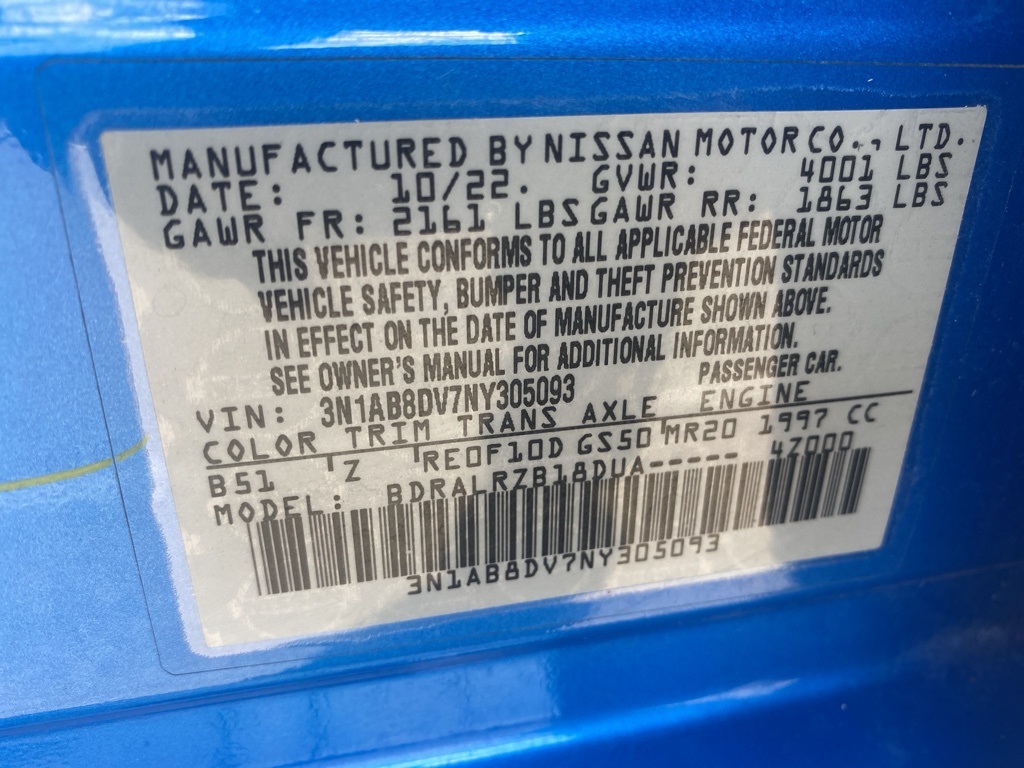 MANUFACTURED BY NISSAN MOTOR CO., LTD.
DATE: 10/22. GVWR: 4001 LBS
GAWR FR: 2161 LBS GAWR RR: 1863 LBS
THIS VEHICLE CONFORMS TO ALL APPLICABLE FEDERAL MOTOR
VEHICLE SAFETY, BUMPER AND THEFT PREVENTION STANDARDS
IN EFFECT ON THE DATE OF MANUFACTURE SHOWN ABOVE.
SEE OWNER'S MANUAL FOR ADDITIONAL INFORMATION.
VIN: 3N1AB8DV7NY305093 PASSENGER CAR.
COLOR TRIM TRANS AXLE ENGINE
B51 Z RE0F10D GS50 MR20 1997 CC
MODEL: BDRALRZB18DUA----- 4Z000
3N1AB8DV7NY305093